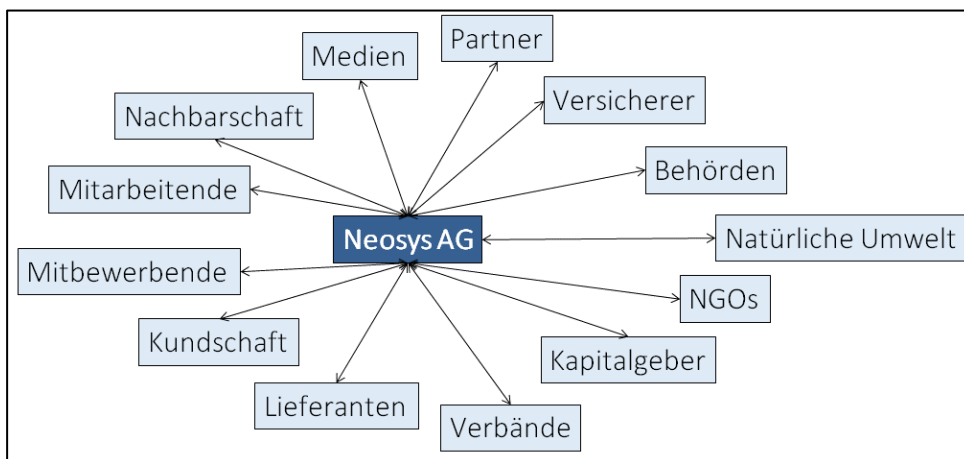 Partner
Medien
Versicherer
Nachbarschaft
Behörden
Mitarbeitende
Neosys AG
Natürliche Umwelt
Mitbewerbende
NGOs
Kundschaft
Kapitalgeber
Lieferanten
Verbände